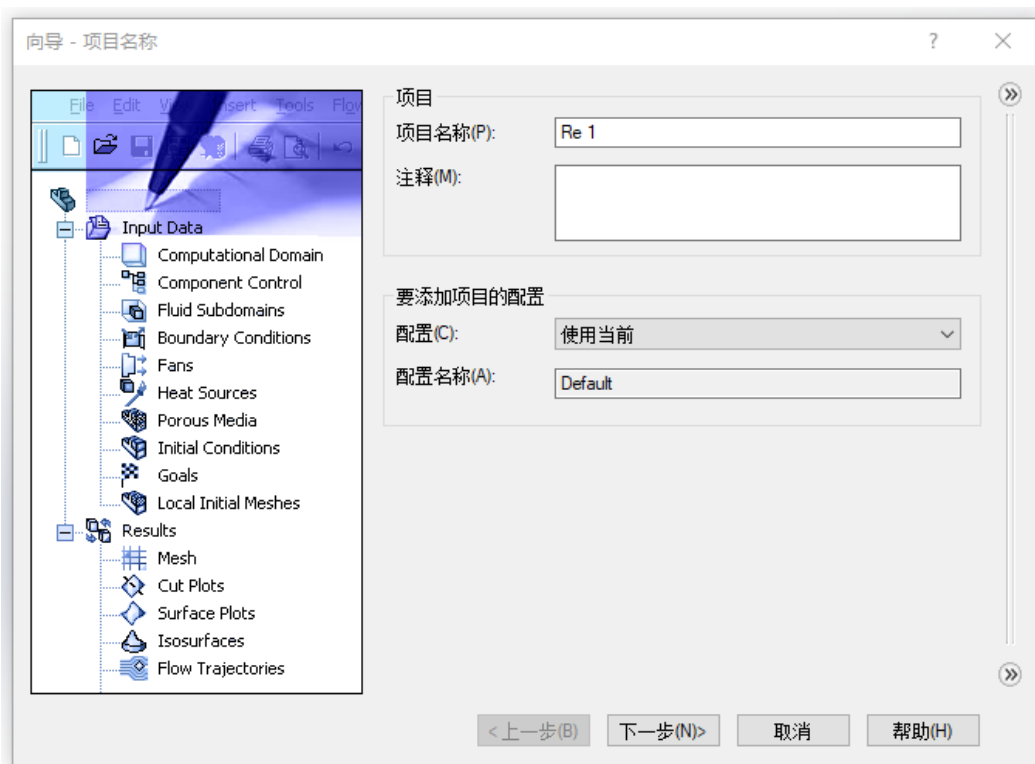 向导 - 项目名称
?
File Edit View Insert Tools Flow
Input Data
Computational Domain
Component Control
Fluid Subdomains
Boundary Conditions
Fans
Heat Sources
Porous Media
Initial Conditions
Goals
Local Initial Meshes
Results
Mesh
Cut Plots
Surface Plots
Isosurfaces
Flow Trajectories
项目
项目名称(P): Re 1
注释(M):
要添加项目的配置
配置(C): 使用当前
配置名称(A): Default
<上一步(B) 下一步(N)> 取消 帮助(H)